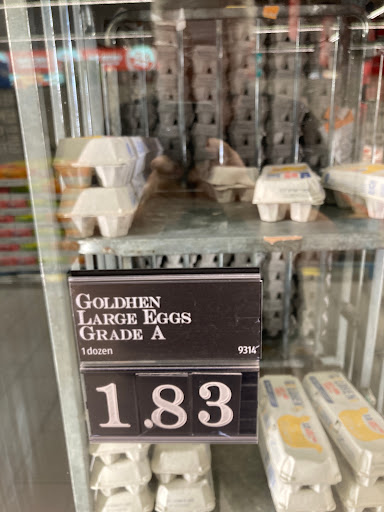 GOLDHEN
LARGE EGGS
GRADE A
1 dozen 9314
1.83